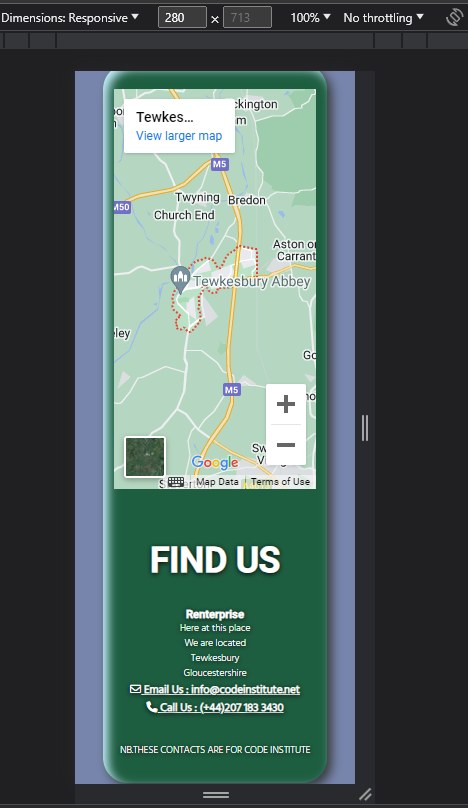 Dimensions: Responsive 280 × 713 100% No throttling
Tewkes...
View larger map
ckington
M5
Twyning
Bredon
M50
Church End
Aston on
Carrant
Tewkesbury Abbey
M5
Google
Map Data
Terms of Use
FIND US
Renterprise
Here at this place
We are located
Tewkesbury
Gloucestershire
Email Us : info@codeinstitute.net
Call Us : (+44)207 183 3430
NB.THESE CONTACTS ARE FOR CODE INSTITUTE